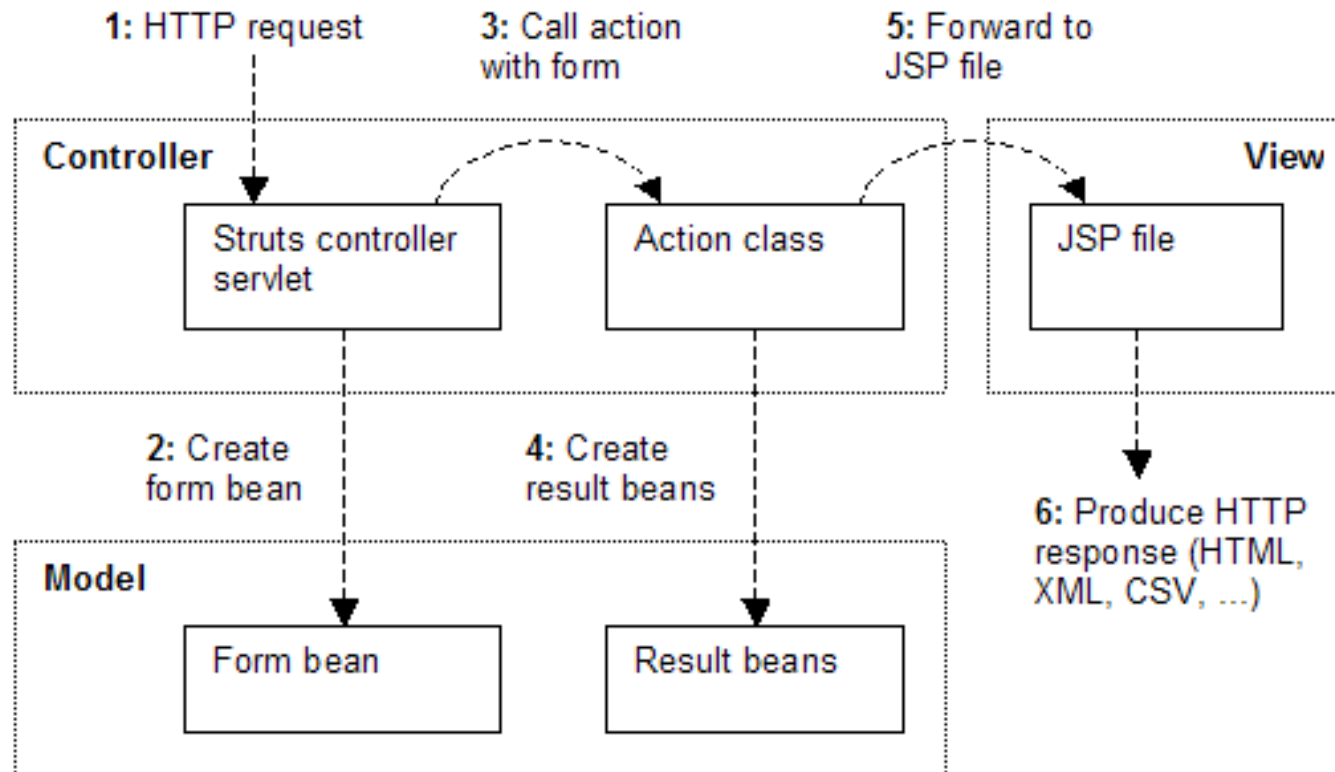 1: HTTP request
3: Call action
with form
5: Forward to
JSP file
Controller
View
Struts controller
servlet
Action class
JSP file
2: Create
form bean
4: Create
result beans
6: Produce HTTP
response (HTML,
XML, CSV, ...)
Model
Form bean
Result beans